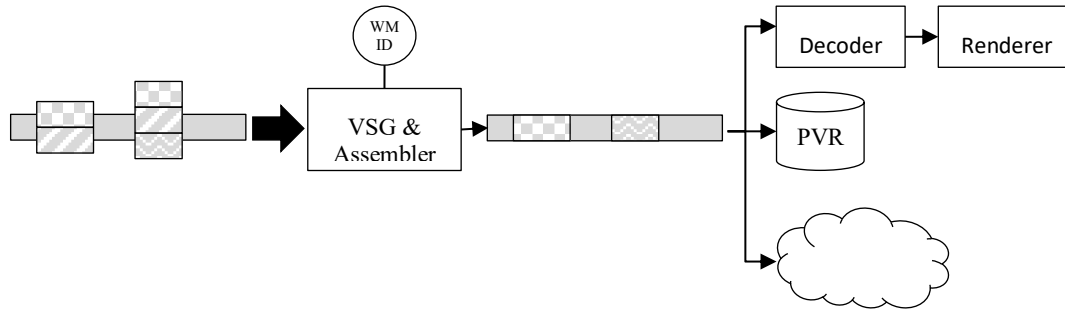 WM
ID
VSG &
Assembler
Decoder
Renderer
PVR